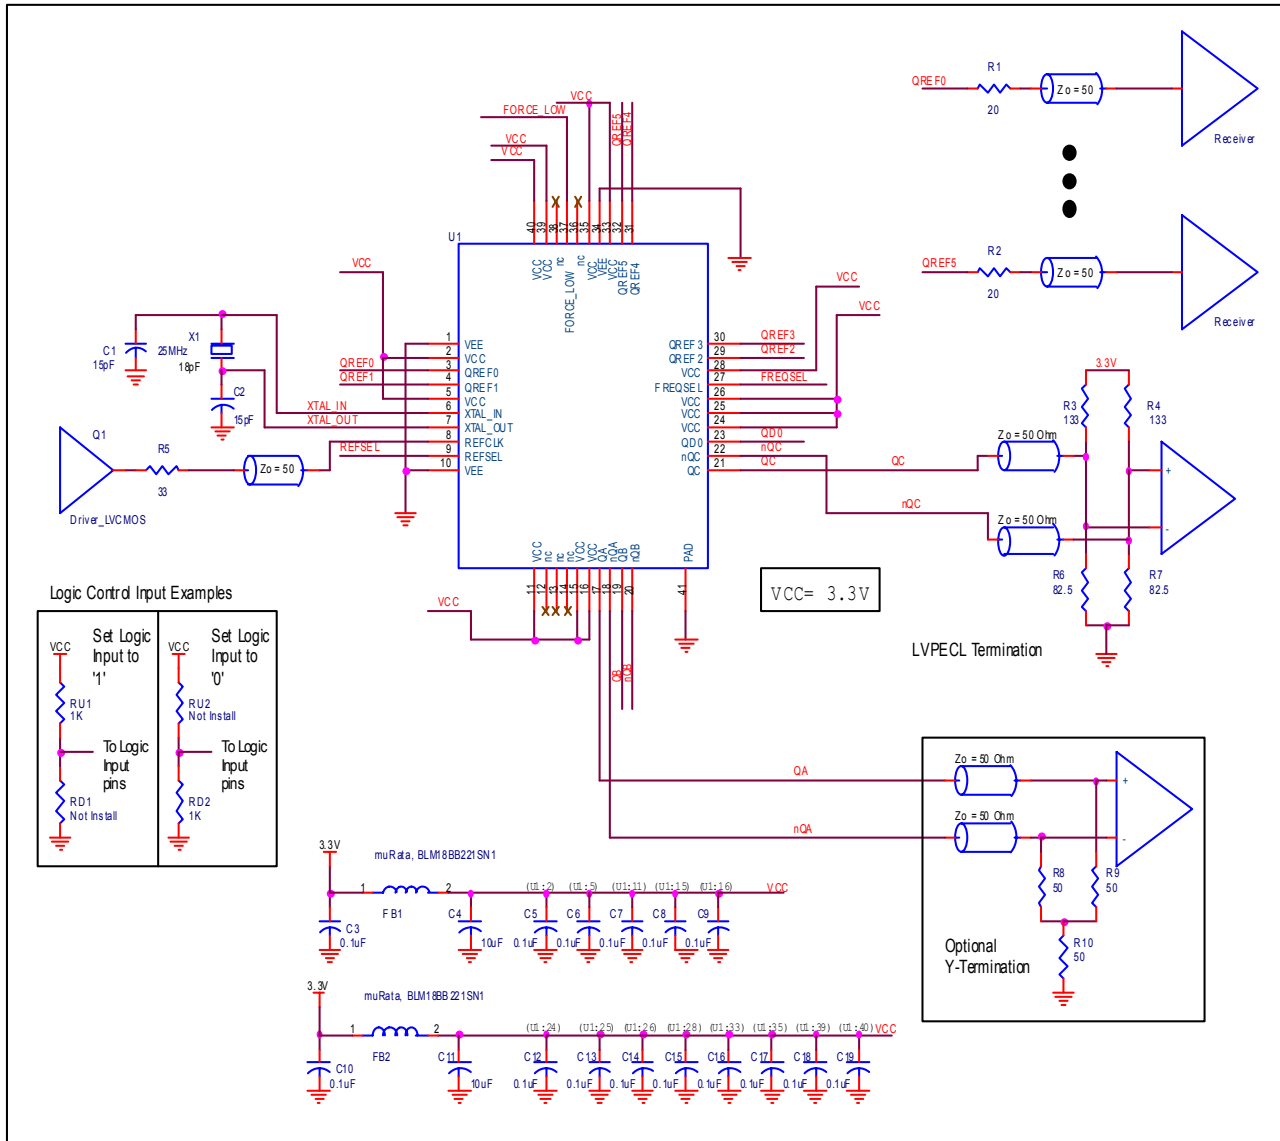 VCC
FORCE_LOW
VCC
VCC
QREF5
QREF4
40
39
38
37
36
35
34
33
32
31
U1
VCC
VCC
nc
FORCE_LOW
nc
VCC
VEE
VCC
QREF5
QREF4
QREF0
R1
20
Zo = 50
Receiver
QREF5
R2
20
Zo = 50
Receiver
VCC
C1
15pF
X1
25MHz
18pF
C2
15pF
QREF0
QREF1
XTAL_IN
XTAL_OUT
REFSEL
Q1
R5
33
Zo = 50
Driver_LVCMOS
1 VEE
2 VCC
3 QREF0
4 QREF1
5 VCC
6 XTAL_IN
7 XTAL_OUT
8 REFCLK
9 REFSEL
10 VEE
QREF3 30 QREF3
QREF2 29 QREF2
VCC 28
FREQSEL 27 FREQSEL
VCC 26
VCC 25
VCC 24
QD0 23 QD0
nQC 22 nQC
QC 21 QC
VCC
VCC
QC
nQC
Zo = 50 Ohm
Zo = 50 Ohm
3.3V
R3
133
R4
133
+
-
R6
82.5
R7
82.5
LVPECL Termination
VCC
nc
nc
nc
VCC
VCC
QA
nQA
QB
nQB
PAD
11
12
13
14
15
16
17
18
19
20
41
VCC
QB
nQB
VCC= 3.3V
Logic Control Input Examples
VCC
Set Logic
Input to
'1'
RU1
1K
To Logic
Input
pins
RD1
Not Install
VCC
Set Logic
Input to
'0'
RU2
Not Install
To Logic
Input
pins
RD2
1K
QA
nQA
Zo = 50 Ohm
Zo = 50 Ohm
+
-
R8
50
R9
50
R10
50
Optional
Y-Termination
3.3V
muRata, BLM18BB221SN1
1
2
FB1
(U1:2) (U1:5) (U1:11) (U1:15) (U1:16)
VCC
C3
0.1uF
C4
10uF
C5
0.1uF
C6
0.1uF
C7
0.1uF
C8
0.1uF
C9
0.1uF
3.3V
muRata, BLM18BB221SN1
1
2
FB2
(U1:24) (U1:25) (U1:26) (U1:28) (U1:33) (U1:35) (U1:39) (U1:40)
VCC
C10
0.1uF
C11
10uF
C12
0.1uF
C13
0.1uF
C14
0.1uF
C15
0.1uF
C16
0.1uF
C17
0.1uF
C18
0.1uF
C19
0.1uF